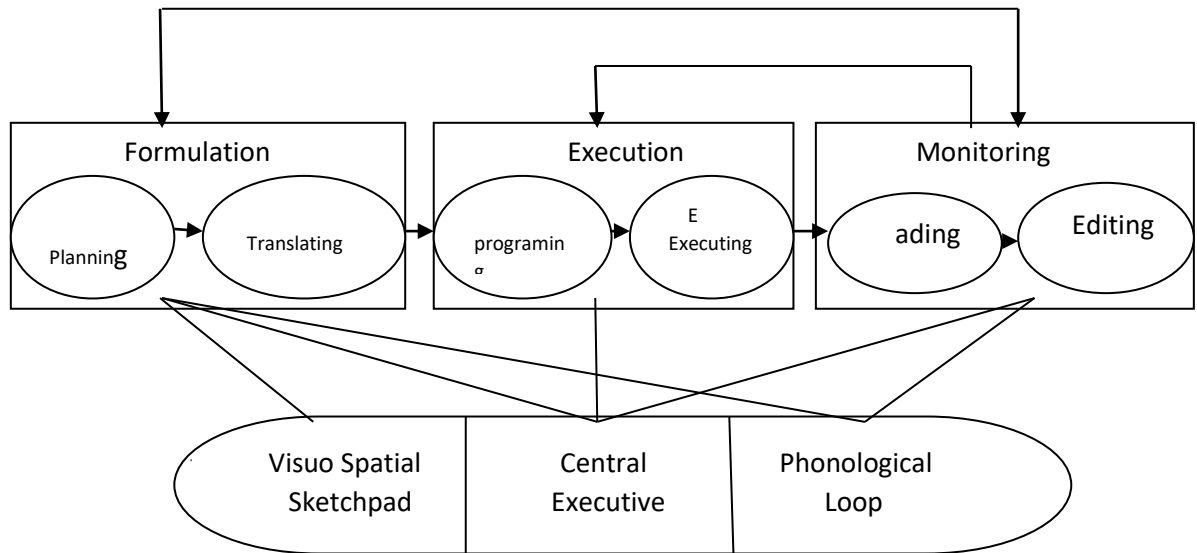 Formulation
Execution
Monitoring
Planning
Translating
programin
g
E
Executing
ading
Editing
Visuo Spatial
Sketchpad
Central
Executive
Phonological
Loop